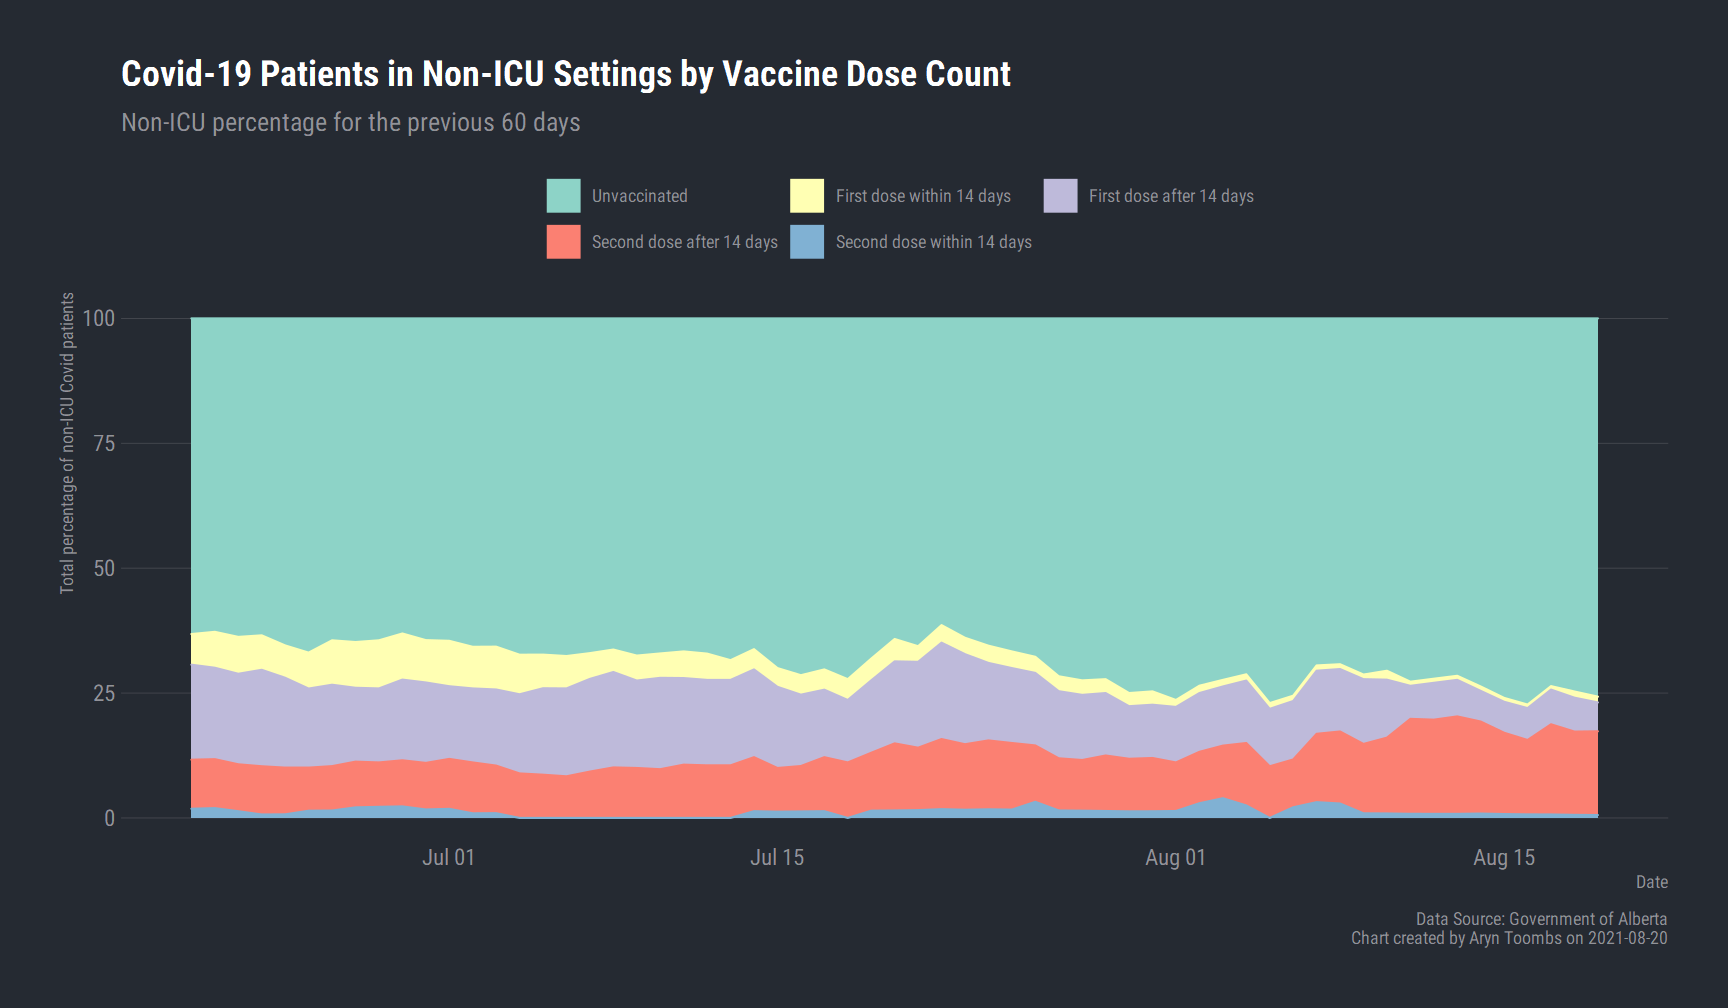 Covid-19 Patients in Non-ICU Settings by Vaccine Dose Count
Non-ICU percentage for the previous 60 days
Unvaccinated
First dose within 14 days
First dose after 14 days
Second dose after 14 days
Second dose within 14 days
Total percentage of non-ICU Covid patients
100
75
50
25
0
Jul 01
Jul 15
Aug 01
Aug 15
Date
Data Source: Government of Alberta
Chart created by Aryn Toombs on 2021-08-20